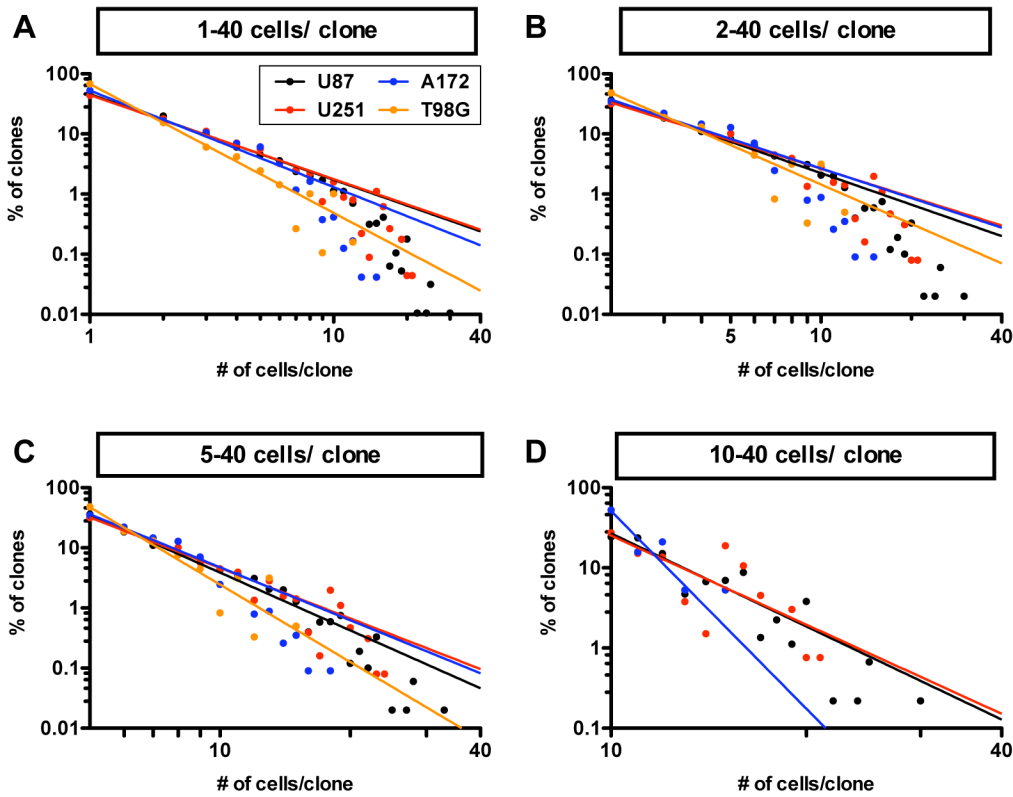 A
1-40 cells/ clone
% of clones
100
10
1
0.1
0.01
U87
A172
U251
T98G
1
10
40
# of cells/clone
B
2-40 cells/ clone
% of clones
100
10
1
0.1
0.01
5
10
40
# of cells/clone
C
5-40 cells/ clone
% of clones
100
10
1
0.1
0.01
10
40
# of cells/clone
D
10-40 cells/ clone
% of clones
100
10
1
0.1
10
40
# of cells/clone